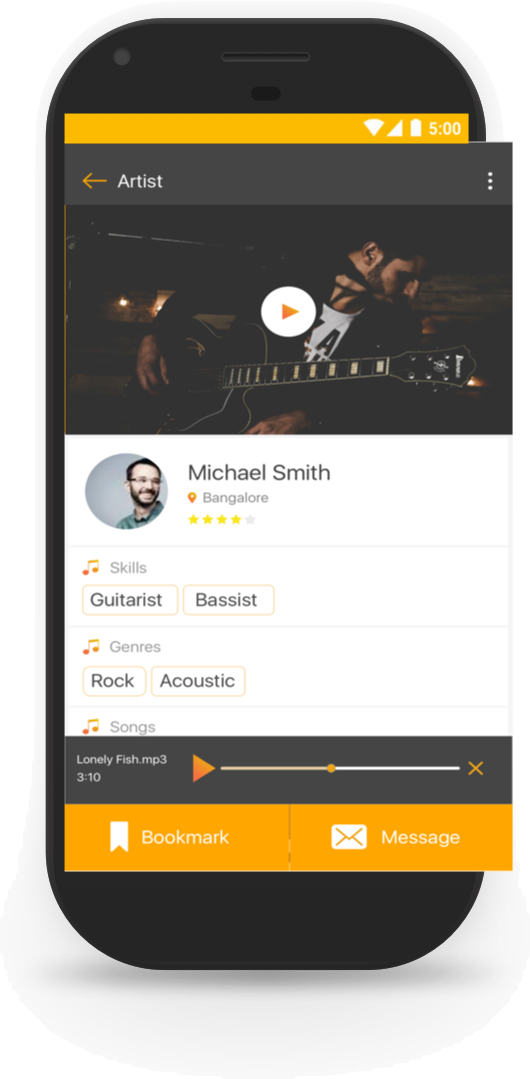 5:00
Artist
Michael Smith
Bangalore
Skills
Guitarist Bassist
Genres
Rock Acoustic
Songs
Lonely Fish.mp3
3:10
Bookmark Message